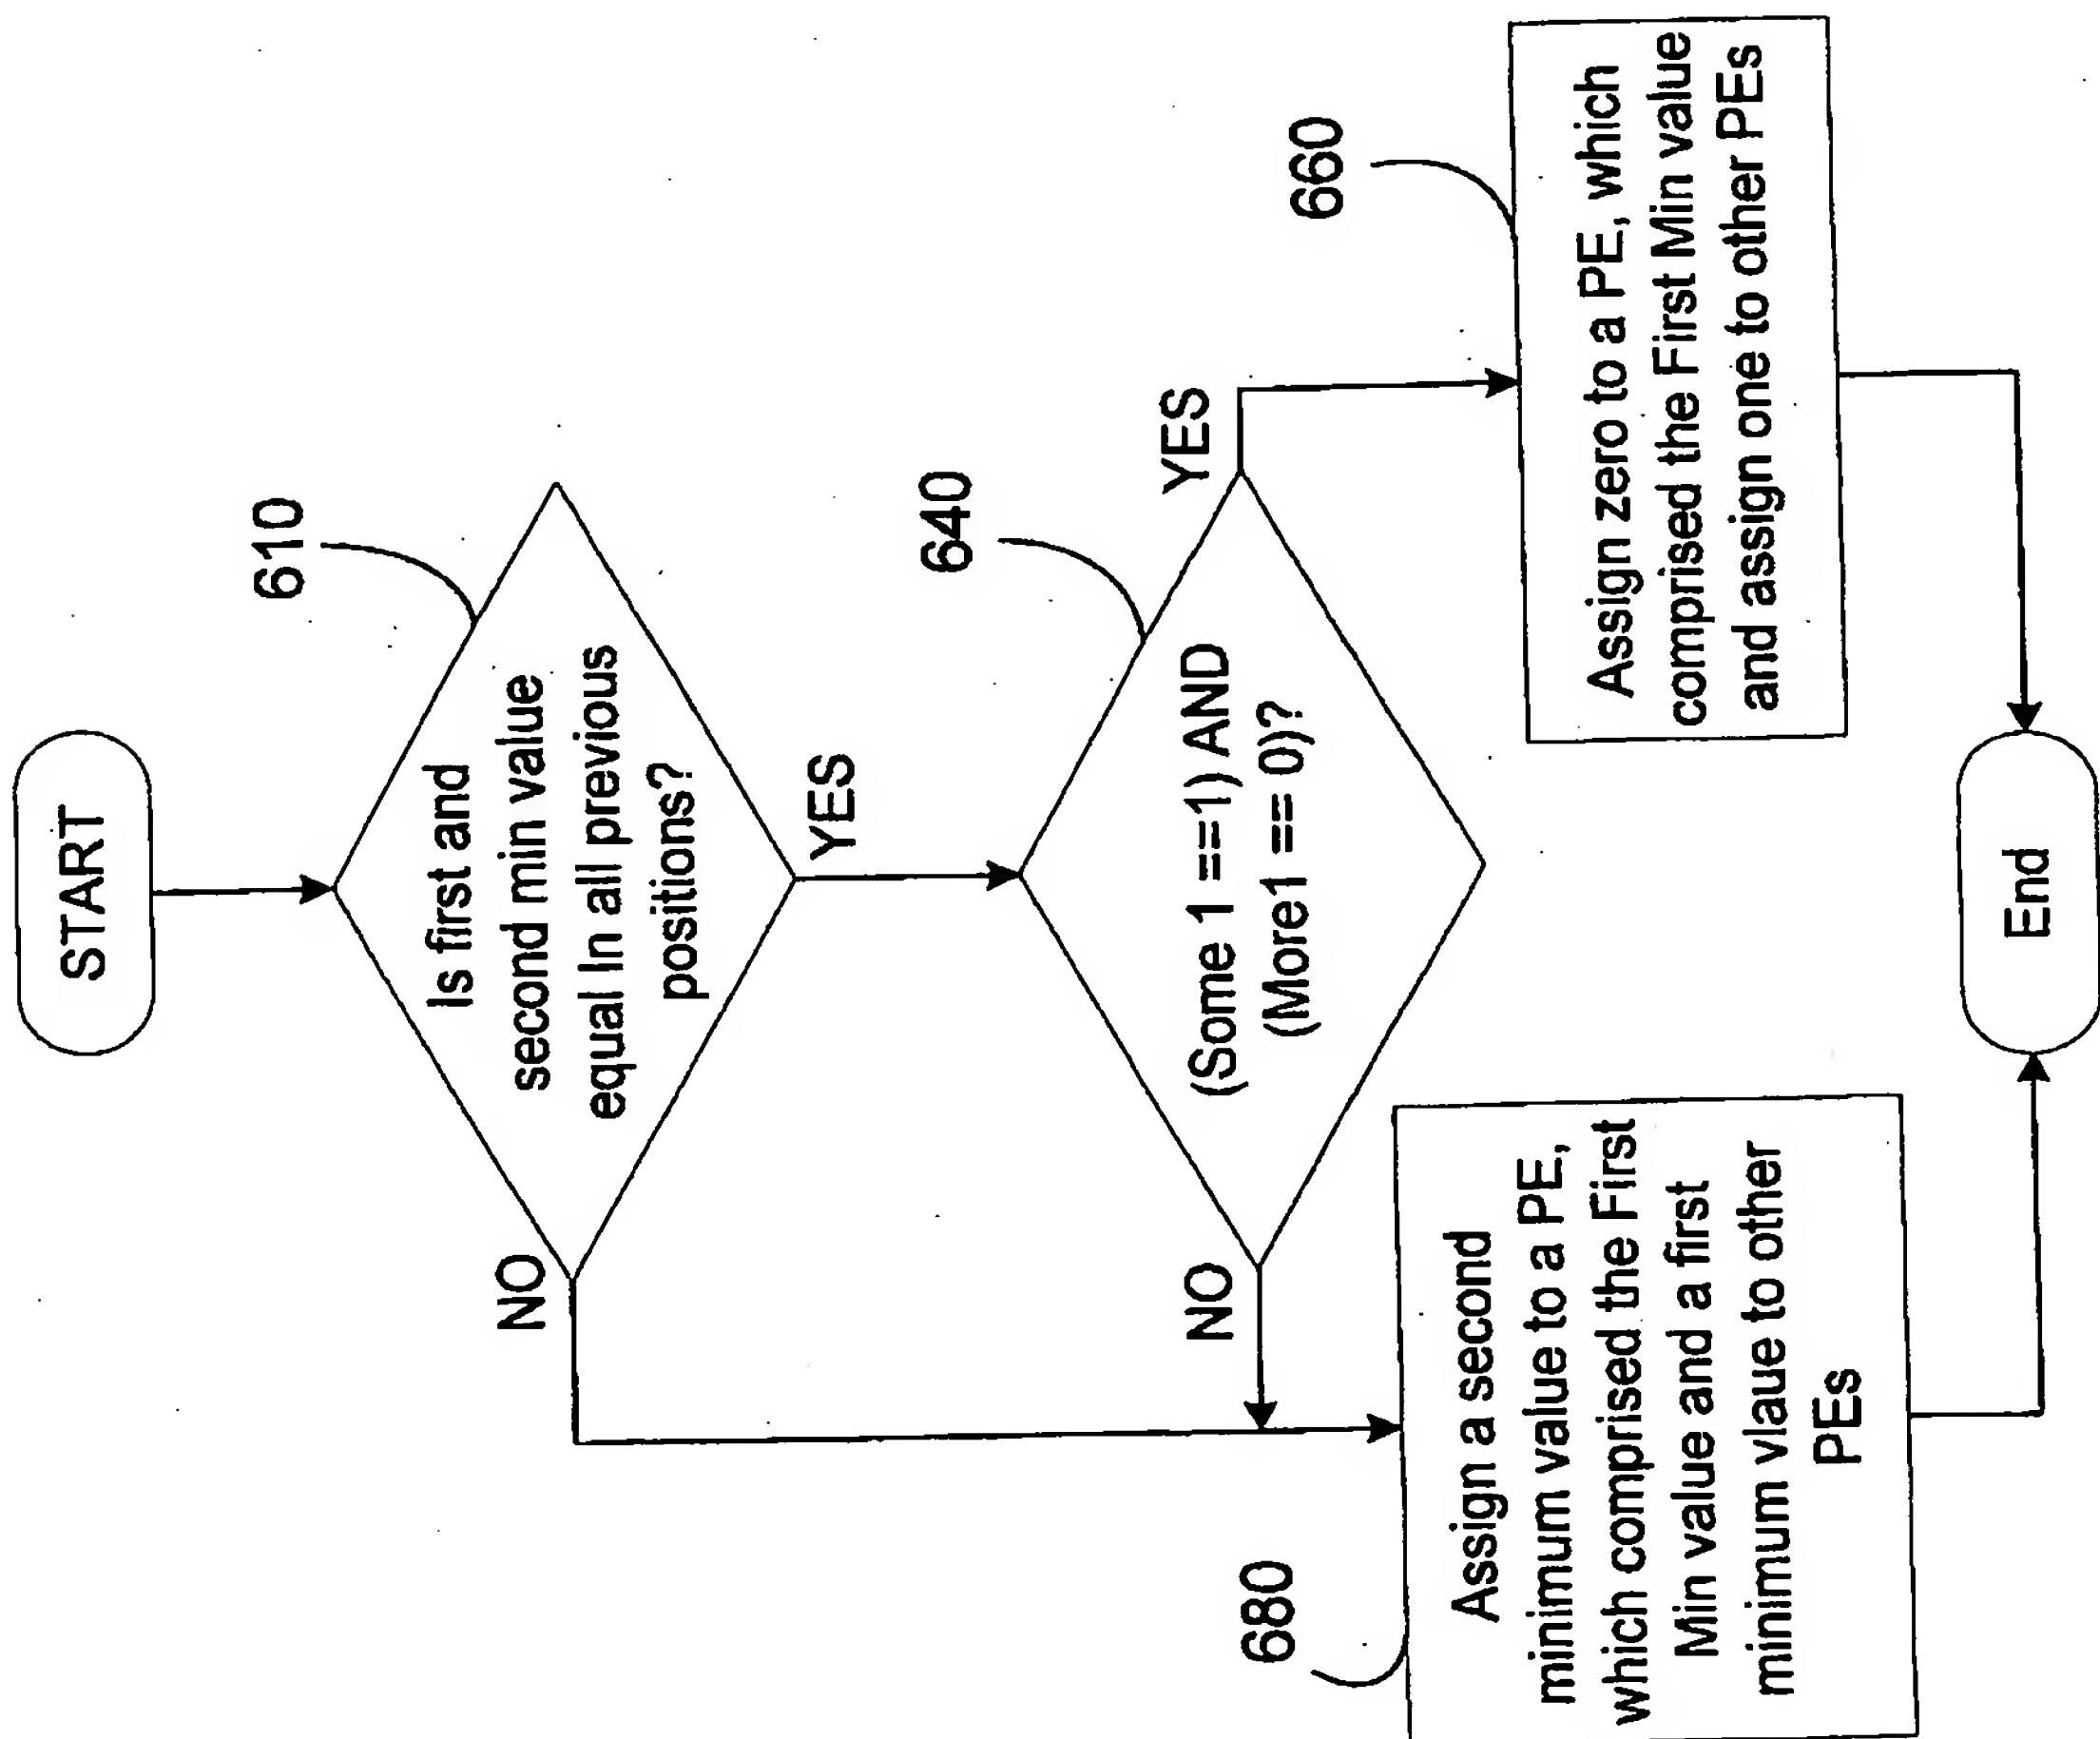 START
610
Is first and
second min value
equal In all previous
positions?
NO
YES
640
(Some 1 ==1) AND
(More1 == 0)?
NO
YES
660
Assign zero to a PE, which
comprised the First Min value
and assign one to other PEs
680
Assign a second
minimum value to a PE,
which comprised the First
Min value and a first
minimum vlaue to other
PEs
End